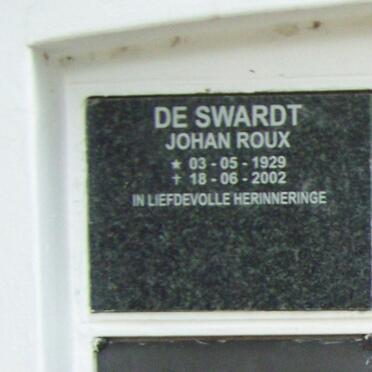 DE SWARDT
JOHAN ROUX
★ 03 - 05 - 1929
† 18 - 06 - 2002
IN LIEFDEVOLLE HERINNERINGE